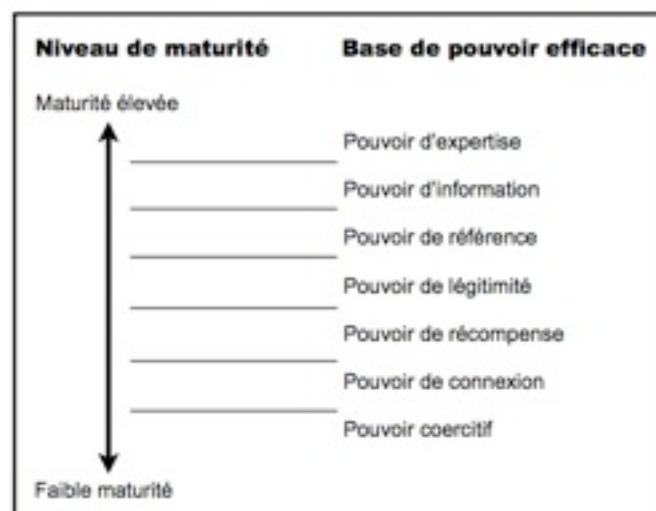 Niveau de maturité Base de pouvoir efficace
Maturité élevée
Pouvoir d'expertise
Pouvoir d'information
Pouvoir de référence
Pouvoir de légitimité
Pouvoir de récompense
Pouvoir de connexion
Pouvoir coercitif
Faible maturité